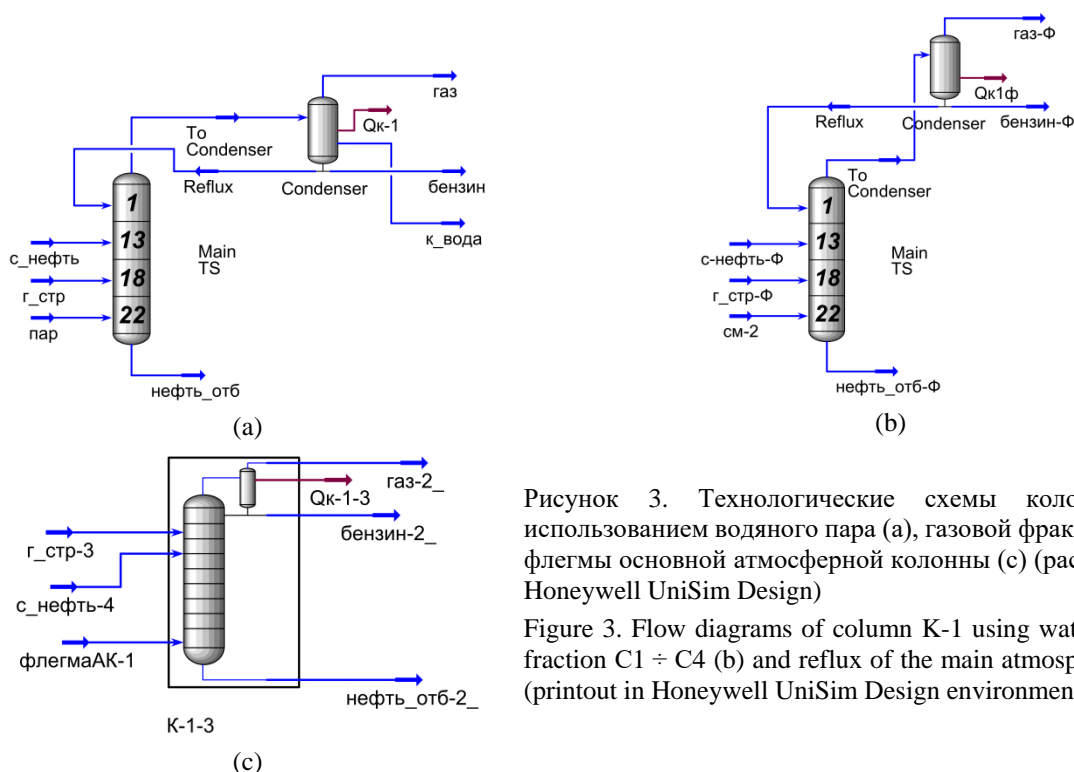 газ
Qк-1
To
Condenser
Reflux
Condenser
бензин
к_вода
1
13
18
22
Main
TS
с_нефть
г_стр
пар
нефть_отб
(a)
газ-Ф
Qк1ф
Reflux
Condenser
бензин-Ф
To
Condenser
1
13
18
22
Main
TS
с-нефть-Ф
г_стр-Ф
см-2
нефть_отб-Ф
(b)
газ-2_
Qк-1-3
бензин-2_
г_стр-3
с_нефть-4
флегмаАК-1
нефть_отб-2_
К-1-3
(c)
Рисунок 3. Технологические схемы коло
использованием водяного пара (а), газовой фрак
флегмы основной атмосферной колонны (с) (рас
Honeywell UniSim Design)
Figure 3. Flow diagrams of column K-1 using wat
fraction C1 ÷ C4 (b) and reflux of the main atmosp
(printout in Honeywell UniSim Design environmen